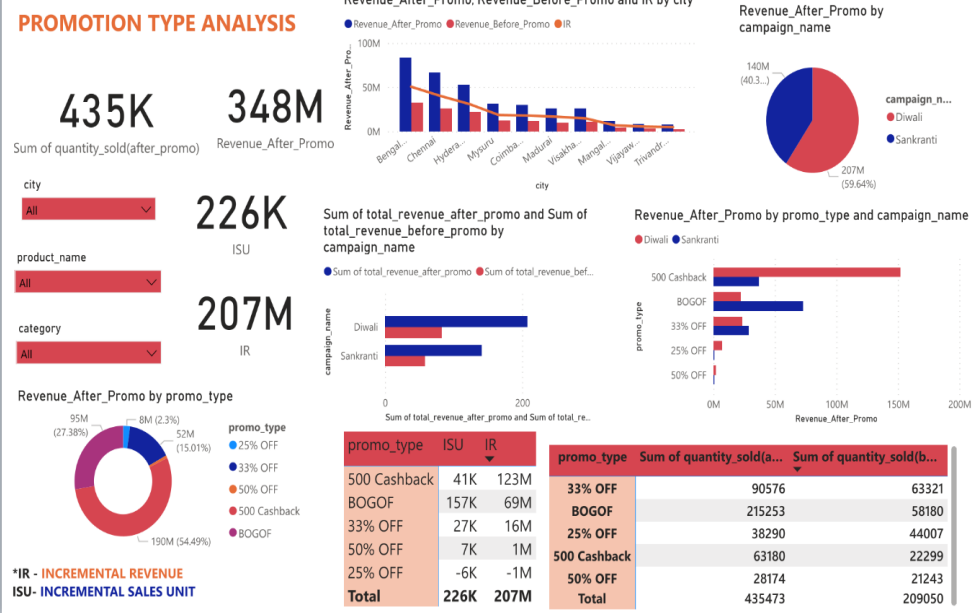 PROMOTION TYPE ANALYSIS
435K
Sum of quantity_sold(after_promo)
348M
Revenue_After_Promo
city
All
226K
ISU
product_name
All
207M
IR
category
All
Revenue_After_Promo, Revenue_Before_Promo and IR by city
Revenue_After_Promo Revenue_Before_Promo IR
Revenue_After_Pro...
100M
50M
0M
Bengal...
Chennai
Hydera...
Mysuru
Coimba...
Madurai
Visakha...
Mangal...
Vijayaw...
Trivandr...
city
Revenue_After_Promo by
campaign_name
140M
(40.3...)
207M
(59.64%)
campaign_n...
Diwali
Sankranti
Sum of total_revenue_after_promo and Sum of
total_revenue_before_promo by
campaign_name
Sum of total_revenue_after_promo Sum of total_revenue_bef...
campaign_name
Diwali
Sankranti
0 200
Sum of total_revenue_after_promo and Sum of total_re...
Revenue_After_Promo by promo_type and campaign_name
Diwali Sankranti
promo_type
500 Cashback
BOGOF
33% OFF
25% OFF
50% OFF
0M 50M 100M 150M 200M
Revenue_After_Promo
Revenue_After_Promo by promo_type
95M
(27.38%)
8M (2.3%)
52M
(15.01%)
190M (54.49%)
promo_type
25% OFF
33% OFF
50% OFF
500 Cashback
BOGOF
*IR - INCREMENTAL REVENUE
ISU- INCREMENTAL SALES UNIT
promo_type ISU IR
500 Cashback 41K 123M
BOGOF 157K 69M
33% OFF 27K 16M
50% OFF 7K 1M
25% OFF -6K -1M
Total 226K 207M
promo_type Sum of quantity_sold(a... Sum of quantity_sold(b...
33% OFF 90576 63321
BOGOF 215253 58180
25% OFF 38290 44007
500 Cashback 63180 22299
50% OFF 28174 21243
Total 435473 209050